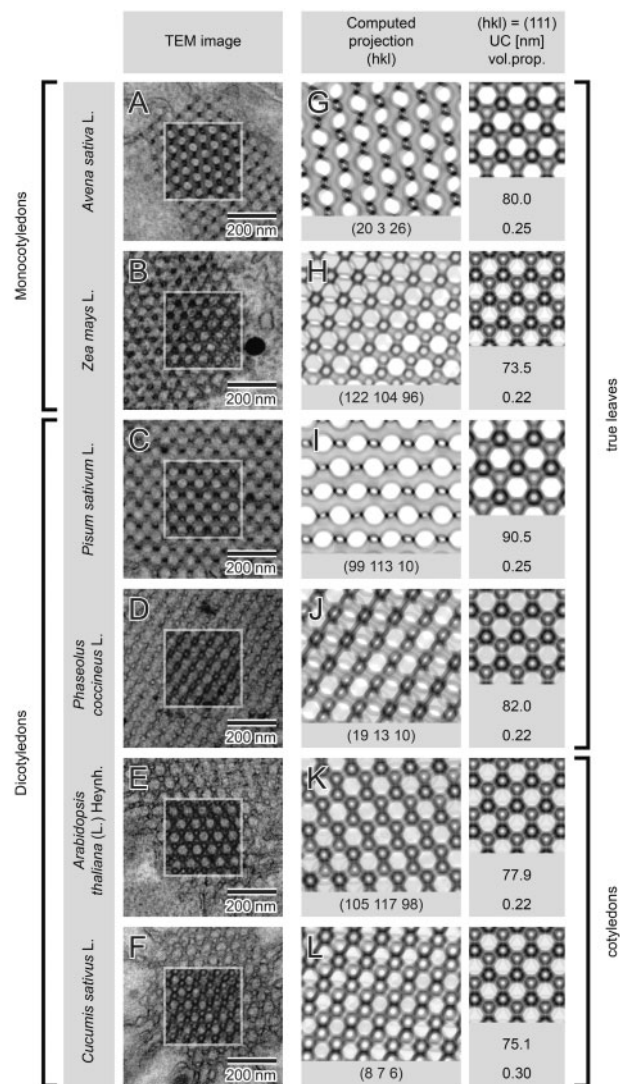 TEM image
Computed
projection
(hkl)
(hkl) = (111)
UC [nm]
vol.prop.
Monocotyledons
Avena sativa L.
A
200 nm
G
(20 3 26)
80.0
0.25
Zea mays L.
B
200 nm
H
(122 104 96)
73.5
0.22
true leaves
Dicotyledons
Pisum sativum L.
C
200 nm
I
(99 113 10)
90.5
0.25
Phaseolus
coccineus L.
D
200 nm
J
(19 13 10)
82.0
0.22
Arabidopsis
thaliana (L.) Heynh.
E
200 nm
K
(105 117 98)
77.9
0.22
cotyledons
Cucumis sativus L.
F
200 nm
L
(8 7 6)
75.1
0.30